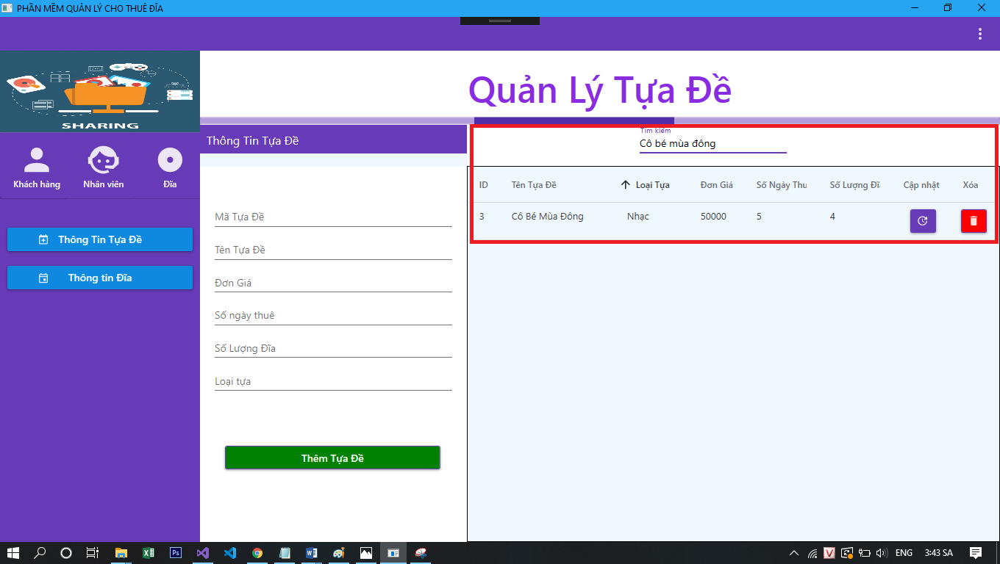 PHẦN MỀM QUẢN LÝ CHO THUÊ ĐĨA
SHARING
Khách hàng
Nhân viên
Đĩa
Thông Tin Tựa Đề
Thông tin Đĩa
Quản Lý Tựa Đề
Thông Tin Tựa Đề
Mã Tựa Đề
Tên Tựa Đề
Đơn Giá
Số ngày thuê
Số Lượng Đĩa
Loại tựa
Thêm Tựa Đề
Tìm kiếm
Cô bé mùa đông
ID Tên Tựa Đề Loại Tựa Đơn Giá Số Ngày Thu Số Lượng Đĩ Cập nhật Xóa
3 Cô Bé Mùa Đông Nhạc 50000 5 4
ENG 3:43 SA